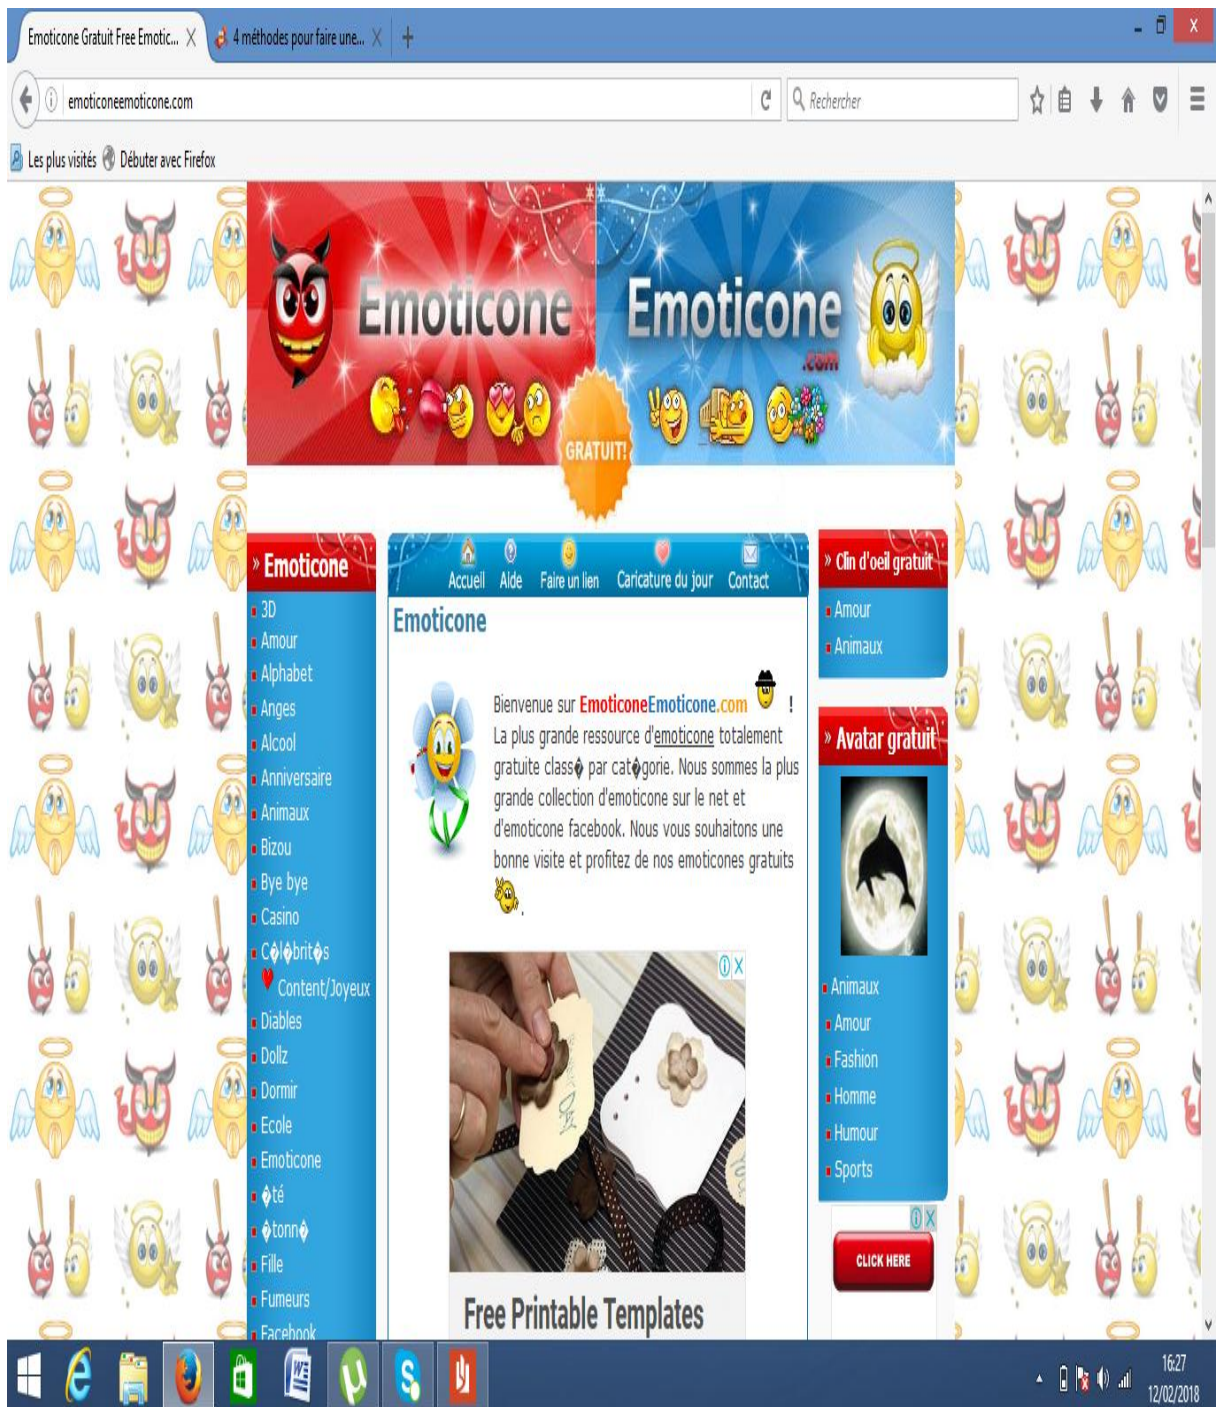 Emoticone Gratuit Free Emotic...
4 méthodes pour faire une...
emoticoneemoticone.com
Rechercher
Les plus visités
Débuter avec Firefox
Emoticone
Emoticone
.com
GRATUIT!
» Emoticone
3D
Amour
Alphabet
Anges
Alcool
Anniversaire
Animaux
Bizou
Bye bye
Casino
C�l�brit�s
Content/Joyeux
Diables
Dollz
Dormir
Ecole
Emoticone
�té
�tonn�
Fille
Fumeurs
Facebook
Accueil Aide Faire un lien Caricature du jour Contact
Emoticone
Bienvenue sur EmoticoneEmoticone.com !
La plus grande ressource d'emoticone totalement
gratuite class� par cat�gorie. Nous sommes la plus
grande collection d'emoticone sur le net et
d'emoticone facebook. Nous vous souhaitons une
bonne visite et profitez de nos emoticones gratuits
.
DAY
Free Printable Templates
» Clin d'oeil gratuit
Amour
Animaux
» Avatar gratuit
Animaux
Amour
Fashion
Homme
Humour
Sports
CLICK HERE
16:27
12/02/2018